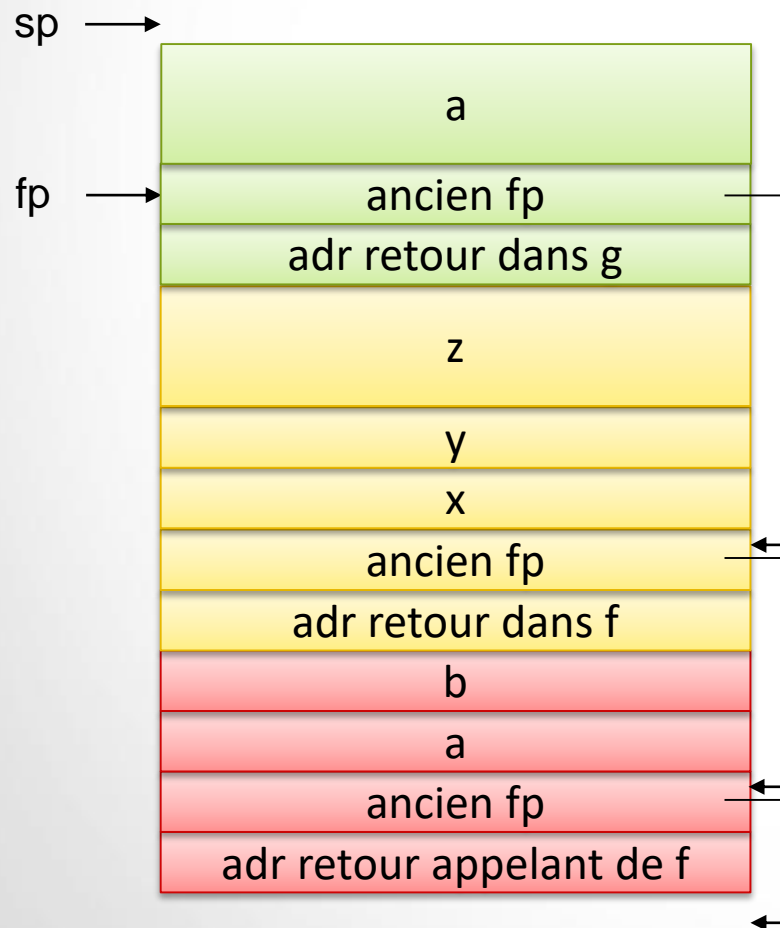 sp
a
fp
ancien fp
adr retour dans g
z
y
x
ancien fp
adr retour dans f
b
a
ancien fp
adr retour appelant de f